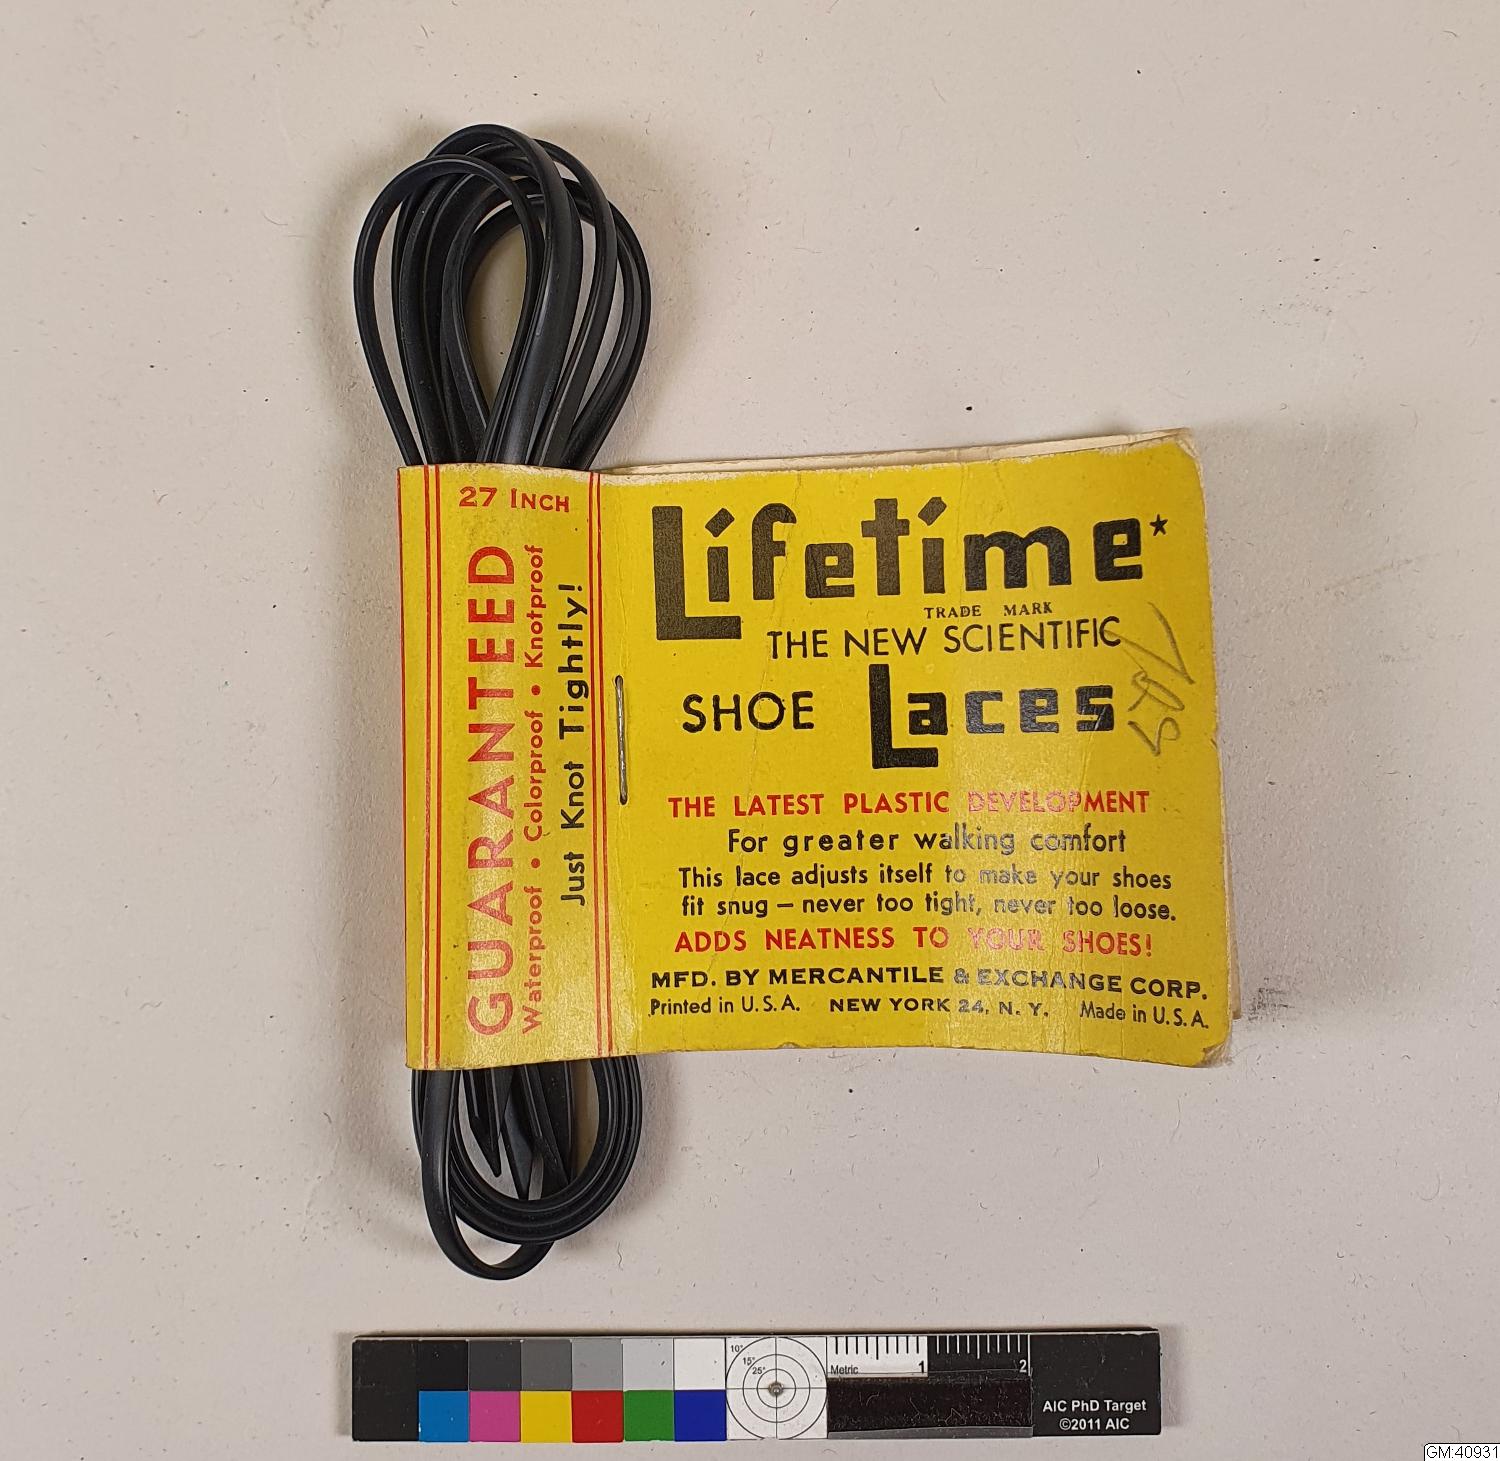 27 INCH
GUARANTEED
Waterproof • Colorproof • Knotproof
Just Knot Tightly!
Lifetime*
TRADE MARK
THE NEW SCIENTIFIC
SHOE Laces
THE LATEST PLASTIC DEVELOPMENT
For greater walking comfort
This lace adjusts itself to make your shoes
fit snug — never too tight, never too loose.
ADDS NEATNESS TO YOUR SHOES!
MFD. BY MERCANTILE & EXCHANGE CORP.
Printed in U.S.A. NEW YORK 24, N. Y. Made in U.S.A.
10°
15°
25°
Metric 1 2
AIC PhD Target
©2011 AIC
GM:40931